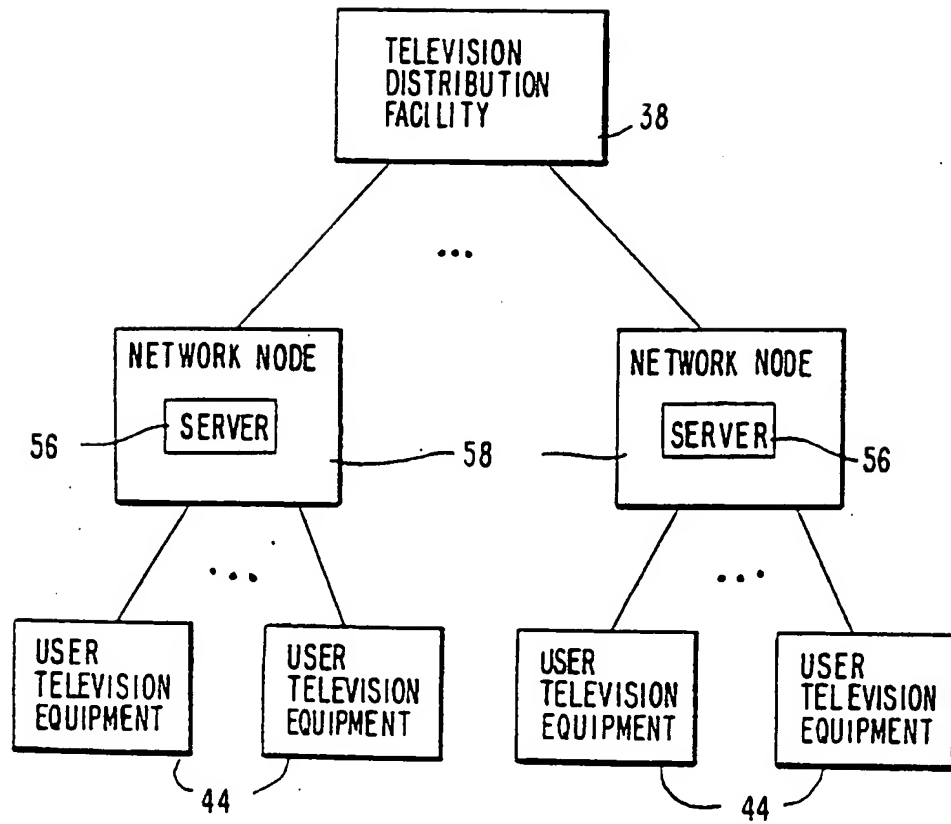 TELEVISION
DISTRIBUTION
FACILITY
38
...
NETWORK NODE
SERVER
56
58
NETWORK NODE
SERVER
56
...
...
USER
TELEVISION
EQUIPMENT
USER
TELEVISION
EQUIPMENT
USER
TELEVISION
EQUIPMENT
USER
TELEVISION
EQUIPMENT
44
44